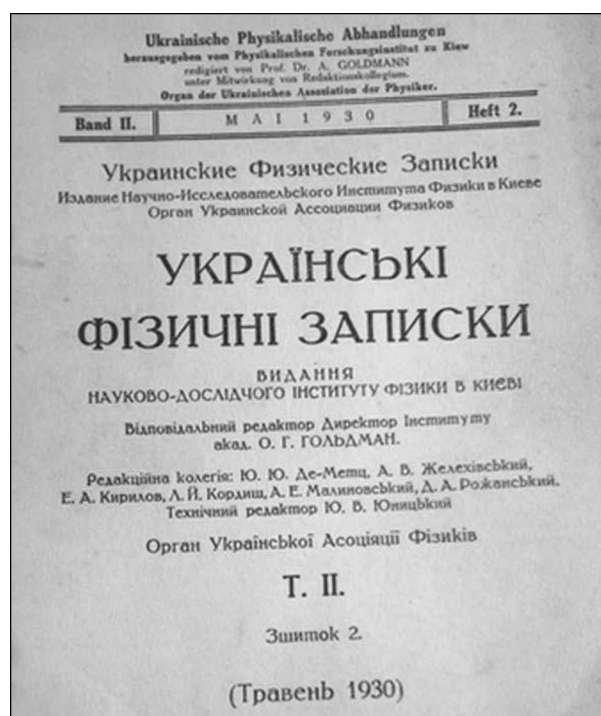 Ukrainische Physikalische Abhandlungen
herausgegeben vom Physikalischen Forschungsinstitut zu Kiew
redigiert von Prof. Dr. A. GOLDMANN
unter Mitwirkung von Redaktionskollegium.
Organ der Ukrainischen Assoziation der Physiker.
Band II. MAI 1930 Heft 2.
Украинские Физические Записки
Издание Научно-Исследовательского Института Физики в Киеве
Орган Украинской Ассоциации Физиков
УКРАЇНСЬКІ
ФІЗИЧНІ ЗАПИСКИ
ВИДАННЯ
НАУКОВО-ДОСЛІДЧОГО ІНСТИТУТУ ФІЗИКИ В КИЄВІ
Відповідальний редактор Директор Інституту
акад. О. Г. ГОЛЬДМАН.
Редакційна колегія: Ю. Ю. Де-Метц, А. В. Желехівський,
Е. А. Кирилов, Л. Й. Кордиш, А. Е. Малиновський, Д. А. Рожанський.
Технічний редактор Ю. В. Юницький
Орган Української Асоціяції Фізиків
Т. II.
Зшиток 2.
(Травень 1930)